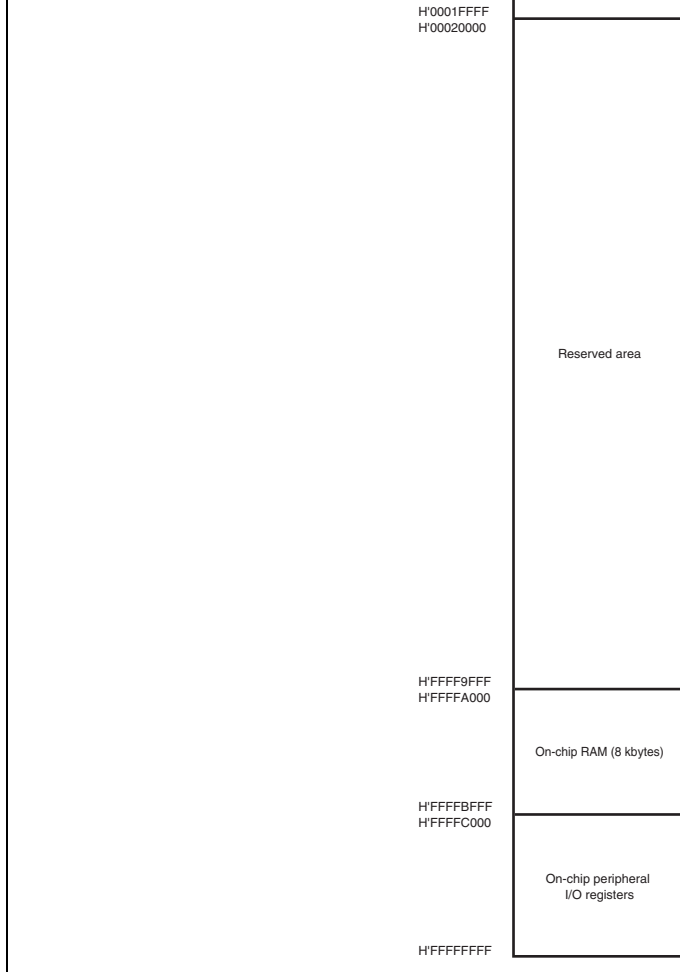 H'0001FFFF
H'00020000
Reserved area
H'FFFF9FFF
H'FFFFA000
On-chip RAM (8 kbytes)
H'FFFFBFFF
H'FFFFC000
On-chip peripheral
I/O registers
H'FFFFFFFF